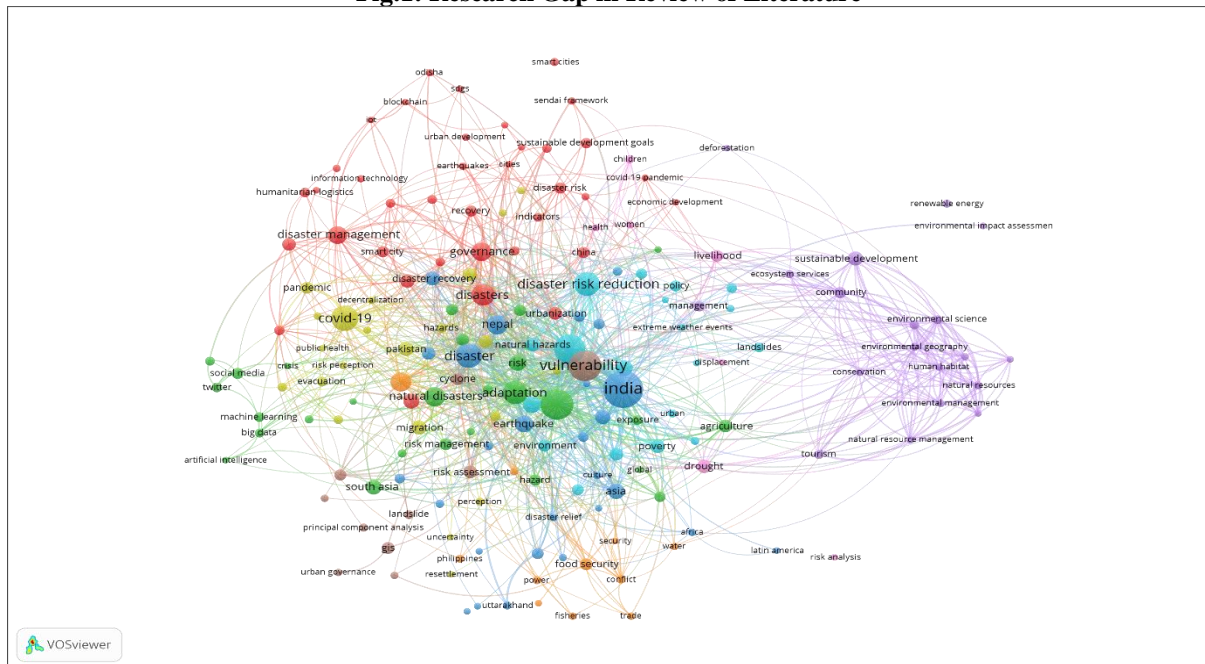 Fig.1: Research Gap in Review of Literature
smart cities
odisha
sdgs
blockchain
sendai framework
iot
urban development
sustainable development goals
deforestation
children
earthquakes
cities
information technology
covid-19 pandemic
humanitarian logistics
disaster risk
renewable energy
economic development
recovery
indicators
health
women
environmental impact assessmen
disaster management
smart city
governance
china
livelihood
sustainable development
ecosystem services
disaster recovery
disaster risk reduction
policy
pandemic
community
decentralization
disasters
management
covid-19
urbanization
environmental science
hazards
nepal
extreme weather events
public health
natural hazards
landslides
environmental geography
pakistan
disaster
risk
vulnerability
displacement
human habitat
crisis
risk perception
social media
conservation
cyclone
twitter
evacuation
natural resources
india
natural disasters
adaptation
environmental management
machine learning
migration
earthquake
exposure
urban
agriculture
big data
natural resource management
risk management
environment
poverty
tourism
artificial intelligence
risk assessment
drought
culture
global
hazard
south asia
asia
perception
landslide
disaster relief
principal component analysis
africa
uncertainty
security
gis
water
latin america
philippines
food security
risk analysis
urban governance
resettlement
power
conflict
uttarakhand
fisheries
trade
VOSviewer